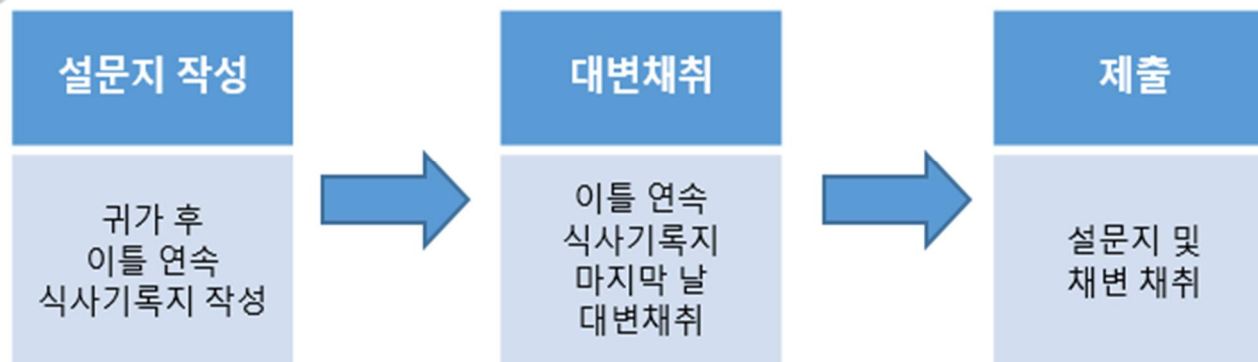 설문지 작성
귀가 후
이틀 연속
식사기록지 작성
대변채취
이틀 연속
식사기록지
마지막 날
대변채취
제출
설문지 및
채변 채취